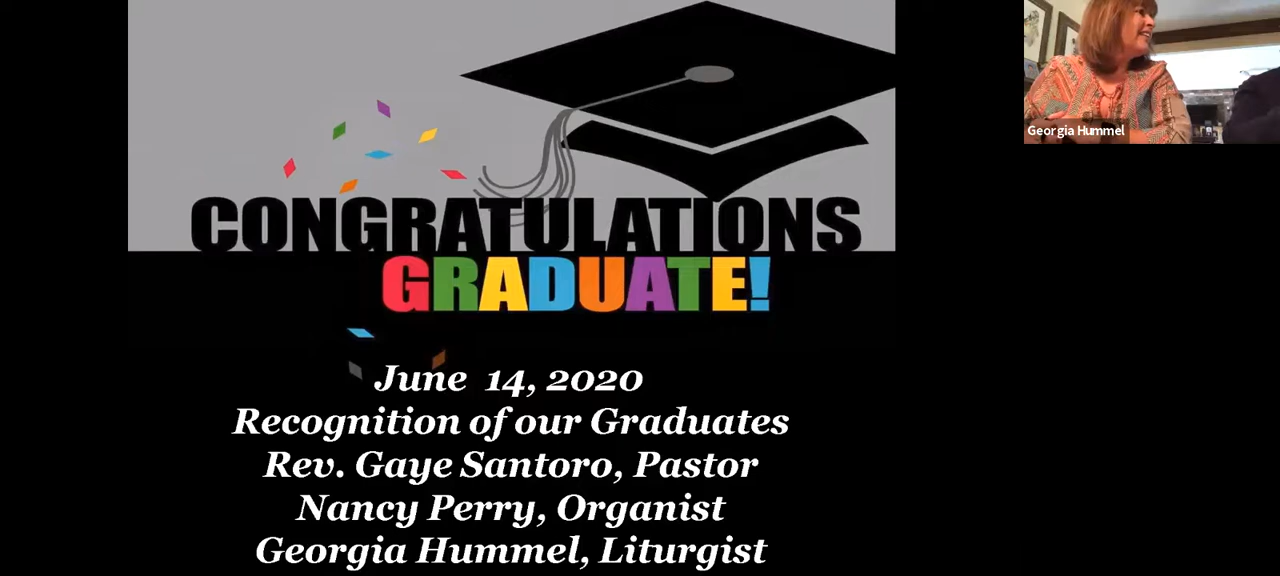 CONGRATULATIONS
GRADUATE!
June 14, 2020
Recognition of our Graduates
Rev. Gaye Santoro, Pastor
Nancy Perry, Organist
Georgia Hummel, Liturgist
Georgia Hummel